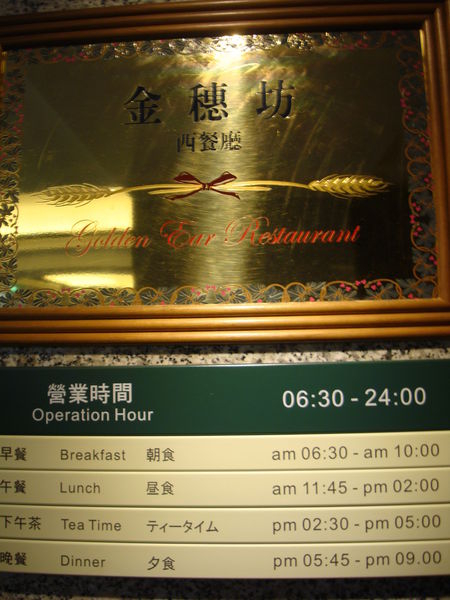 金穗坊
西餐廳
Golden Ear Restaurant
營業時間 06:30 - 24:00
Operation Hour
早餐 Breakfast 朝食 am 06:30 - am 10:00
午餐 Lunch 昼食 am 11:45 - pm 02:00
下午茶 Tea Time ティータイム pm 02:30 - pm 05:00
晚餐 Dinner 夕食 pm 05:45 - pm 09.00